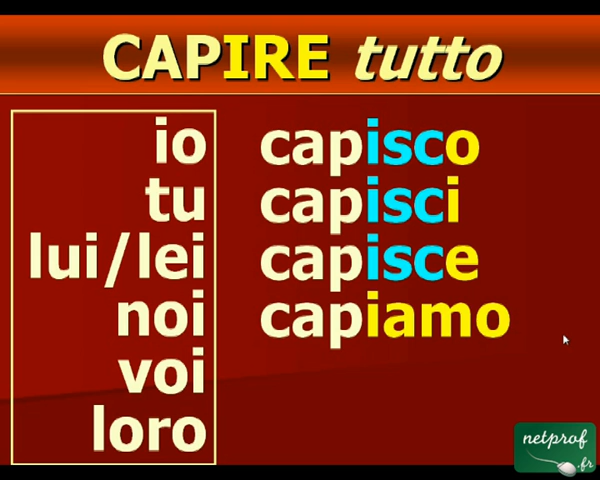 CAPIRE tutto
io capisco
tu capisci
lui/lei capisce
noi capiamo
voi
loro
netprof
.fr